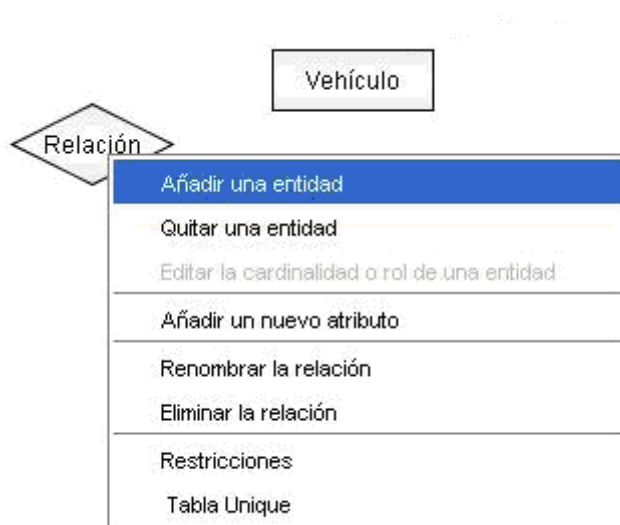 Vehículo
Relación
Añadir una entidad
Quitar una entidad
Editar la cardinalidad o rol de una entidad
Añadir un nuevo atributo
Renombrar la relación
Eliminar la relación
Restricciones
Tabla Unique